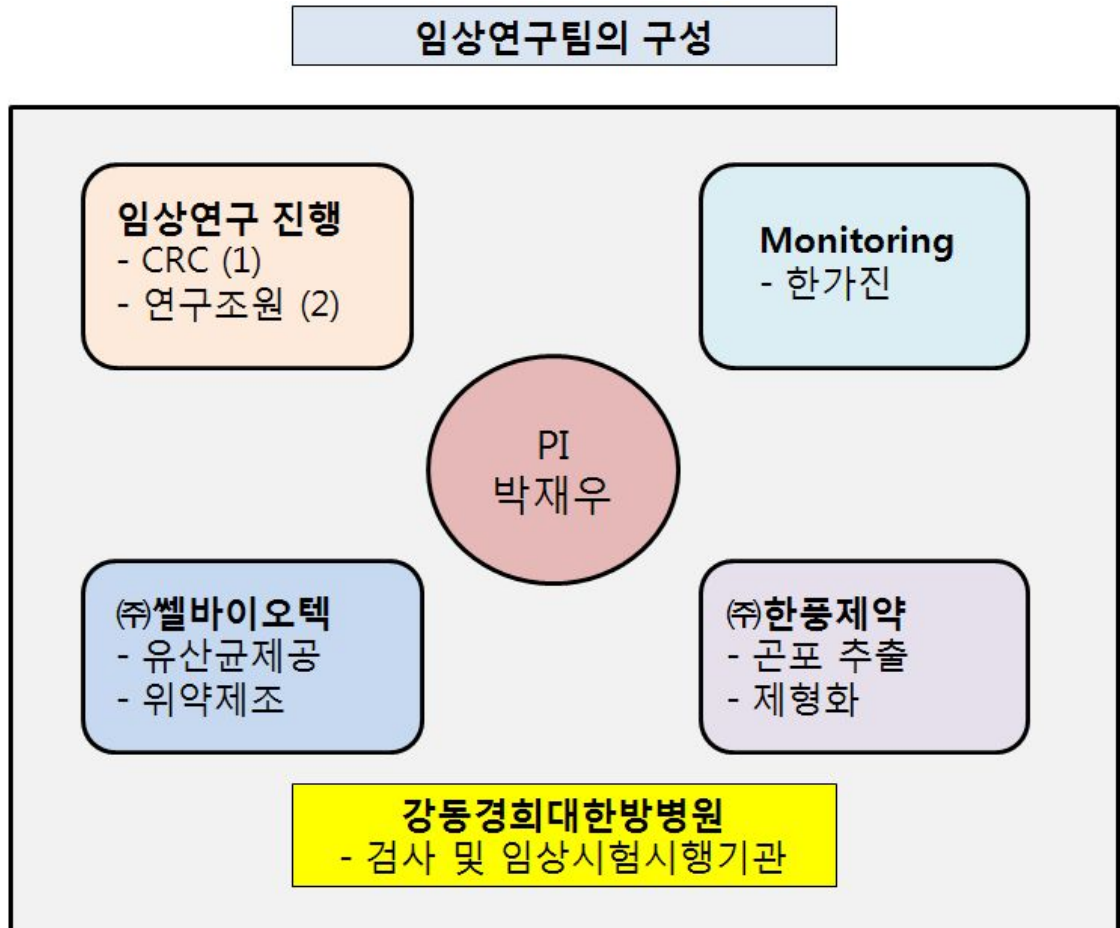 임상연구팀의 구성
임상연구 진행
- CRC (1)
- 연구조원 (2)
Monitoring
- 한가진
PI
박재우
㈜쎌바이오텍
- 유산균제공
- 위약제조
㈜한풍제약
- 곤포 추출
- 제형화
강동경희대한방병원
- 검사 및 임상시험시행기관